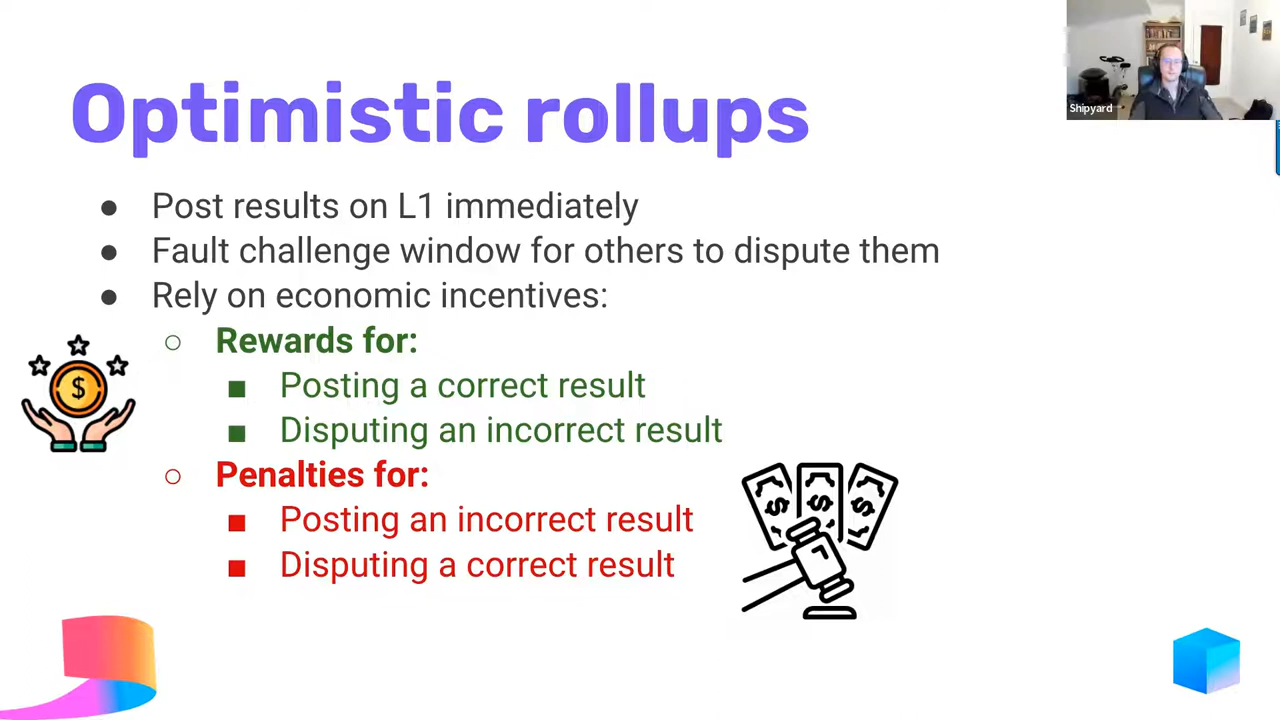 Optimistic rollups
Shipyard
● Post results on L1 immediately
● Fault challenge window for others to dispute them
● Rely on economic incentives:
○ Rewards for:
■ Posting a correct result
■ Disputing an incorrect result
○ Penalties for:
■ Posting an incorrect result
■ Disputing a correct result